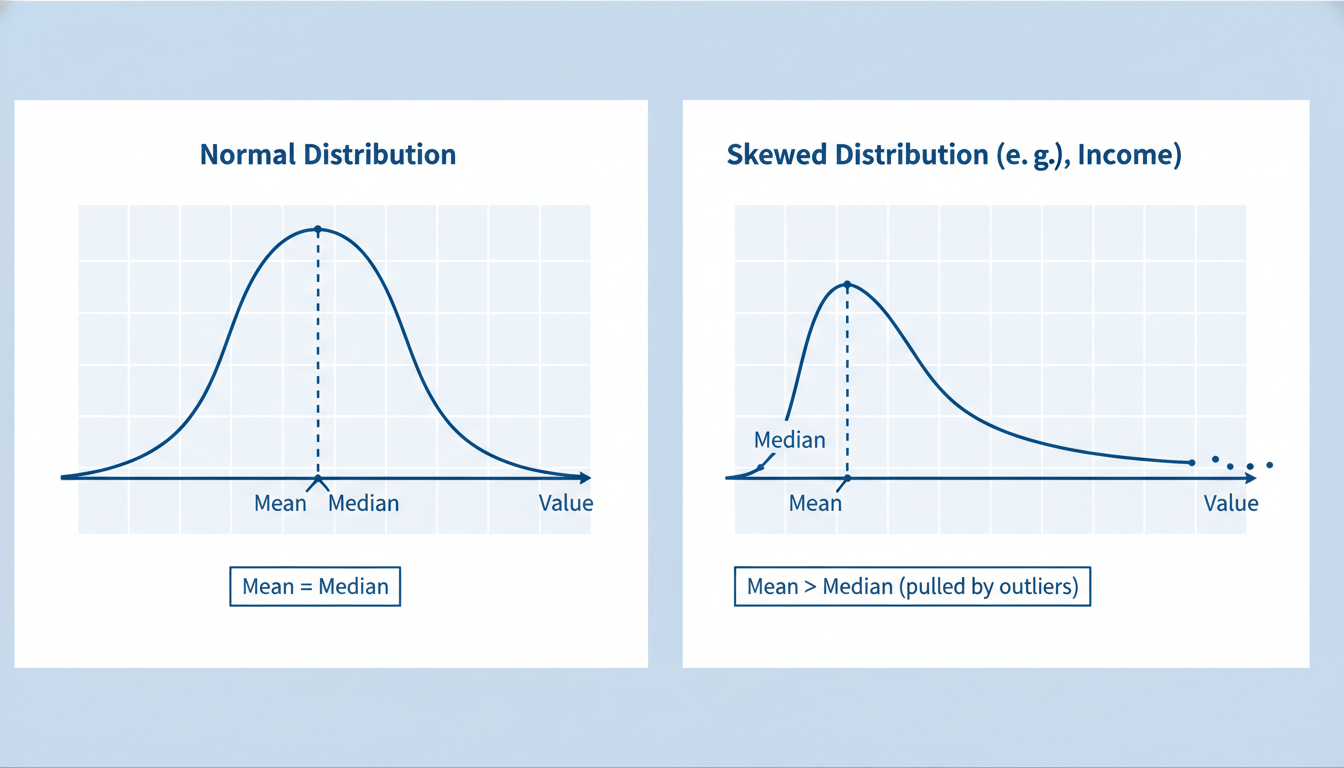 Normal Distribution
Mean
Median
Value
Mean = Median
Skewed Distribution (e. g.), Income)
Median
Mean
Value
Mean > Median (pulled by outliers)